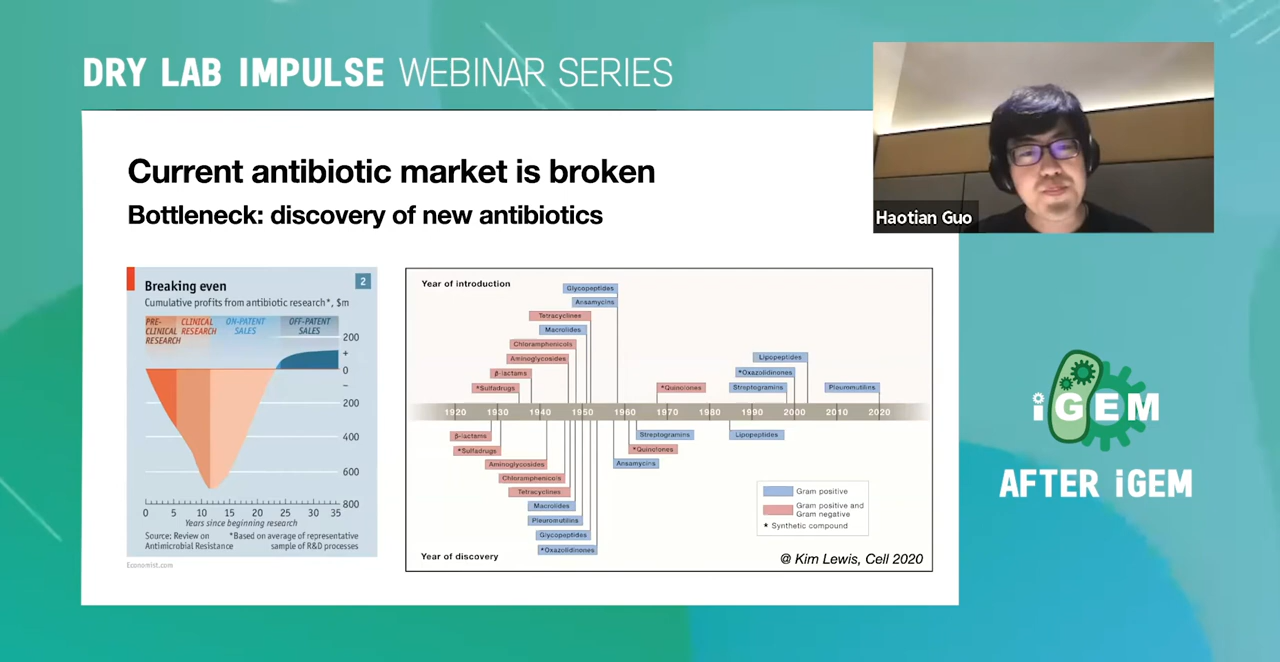 DRY LAB IMPULSE WEBINAR SERIES
Haotian Guo
Current antibiotic market is broken
Bottleneck: discovery of new antibiotics
Breaking even
2
Cumulative profits from antibiotic research*, $m
PRE-
CLINICAL
RESEARCH
CLINICAL
RESEARCH
ON-PATENT
SALES
OFF-PATENT
SALES
200
+
0
–
200
400
600
800
0 5 10 15 20 25 30 35
Years since beginning research
Source: Review on
Antimicrobial Resistance
*Based on average of representative
sample of R&D processes
Economist.com
Year of introduction
Glycopeptides
Ansamycins
Tetracyclines
Macrolides
Chloramphenicols
Aminoglycosides
β-lactams
*Sulfadrugs
*Quinolones
Lipopeptides
*Oxazolidinones
Streptogramins
Pleuromutilins
1920 1930 1940 1950 1960 1970 1980 1990 2000 2010 2020
β-lactams
*Sulfadrugs
Aminoglycosides
Chloramphenicols
Tetracyclines
Macrolides
Pleuromutilins
Glycopeptides
*Oxazolidinones
Streptogramins
*Quinolones
Ansamycins
Lipopeptides
Gram positive
Gram positive and
Gram negative
* Synthetic compound
Year of discovery
@ Kim Lewis, Cell 2020
iGEM
AFTER iGEM